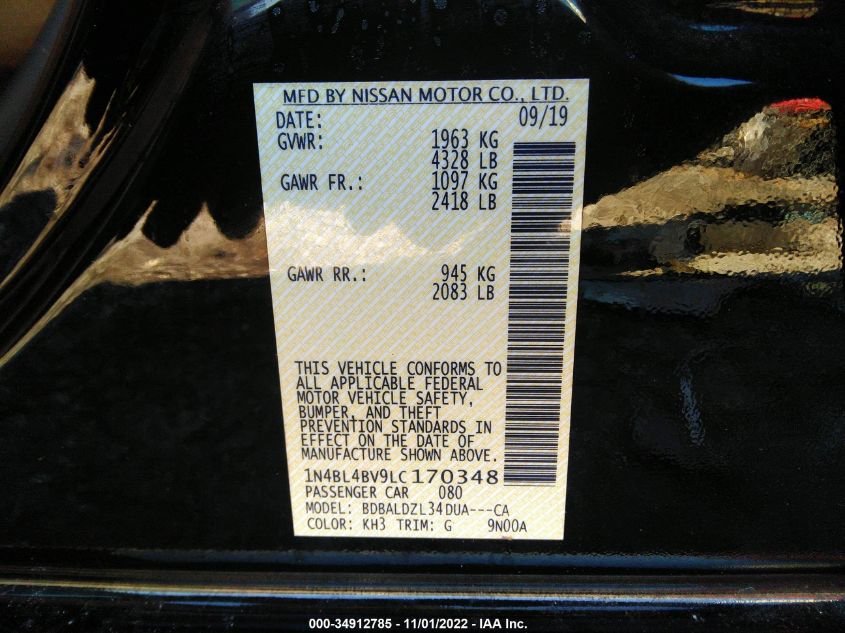 MFD BY NISSAN MOTOR CO., LTD.
DATE: 09/19
GVWR: 1963 KG
4328 LB
GAWR FR.: 1097 KG
2418 LB
GAWR RR.: 945 KG
2083 LB
THIS VEHICLE CONFORMS TO
ALL APPLICABLE FEDERAL
MOTOR VEHICLE SAFETY,
BUMPER, AND THEFT
PREVENTION STANDARDS IN
EFFECT ON THE DATE OF
MANUFACTURE SHOWN ABOVE.
1N4BL4BV9LC170348
PASSENGER CAR 080
MODEL: BDBALDZL34DUA---CA
COLOR: KH3 TRIM: G 9N00A
000-34912785 - 11/01/2022 - IAA Inc.